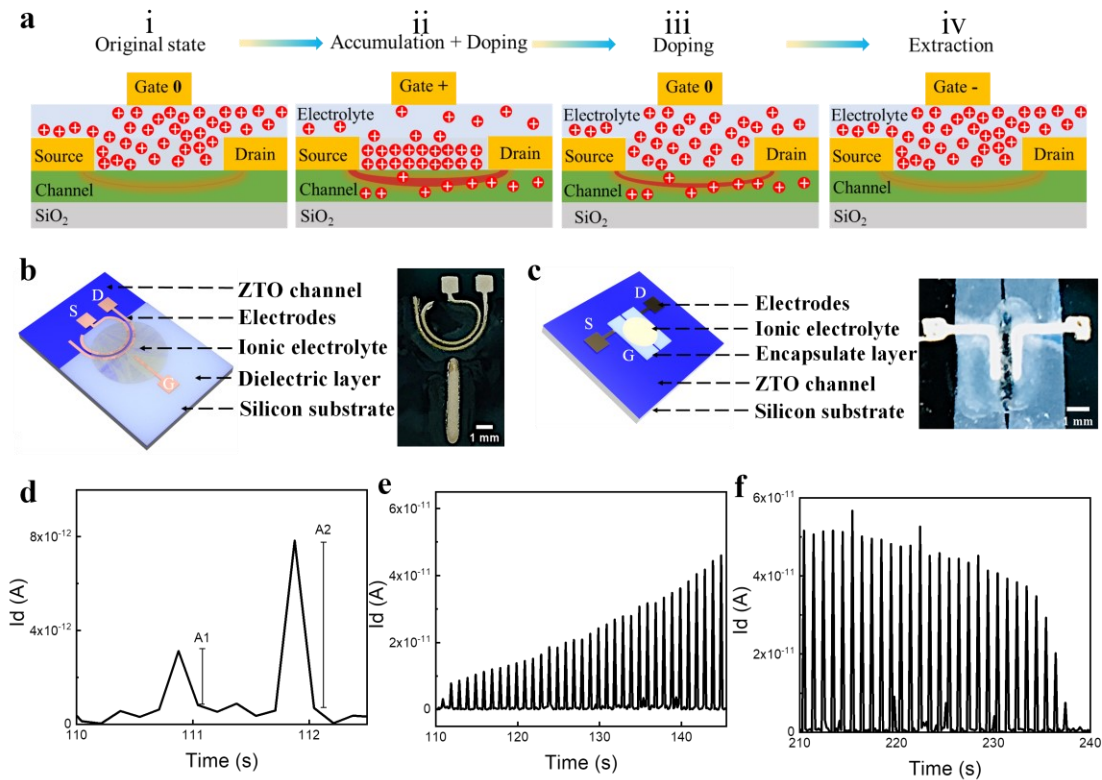 a
i
ii
iii
iv
Original state
Accumulation + Doping
Doping
Extraction
Gate 0
Gate +
Gate 0
Gate -
Electrolyte
Electrolyte
Electrolyte
Source
Drain
Source
Drain
Source
Drain
Source
Drain
Channel
Channel
Channel
Channel
SiO2
SiO2
SiO2
SiO2
b
D
S
G
ZTO channel
Electrodes
Ionic electrolyte
Dielectric layer
Silicon substrate
1 mm
c
D
S
G
Electrodes
Ionic electrolyte
Encapsulate layer
ZTO channel
Silicon substrate
1 mm
d
Id (A)
8x10-12
4x10-12
0
A1
A2
110
111
112
Time (s)
e
Id (A)
6x10-11
4x10-11
2x10-11
0
110
120
130
140
Time (s)
f
Id (A)
6x10-11
4x10-11
2x10-11
0
210
220
230
240
Time (s)